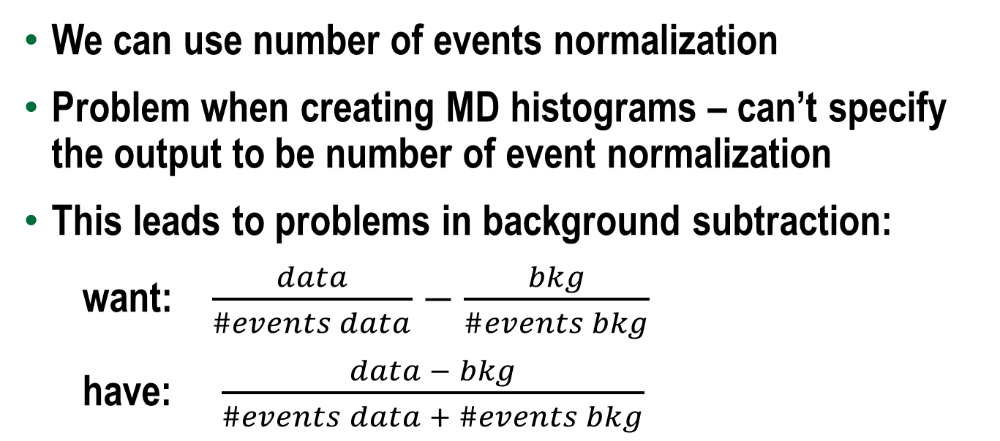 • We can use number of events normalization
• Problem when creating MD histograms – can’t specify
the output to be number of event normalization
• This leads to problems in background subtraction:
want: \frac{data}{\#events data} − \frac{bkg}{\#events bkg}
have: \frac{data − bkg}{\#events data + \#events bkg}